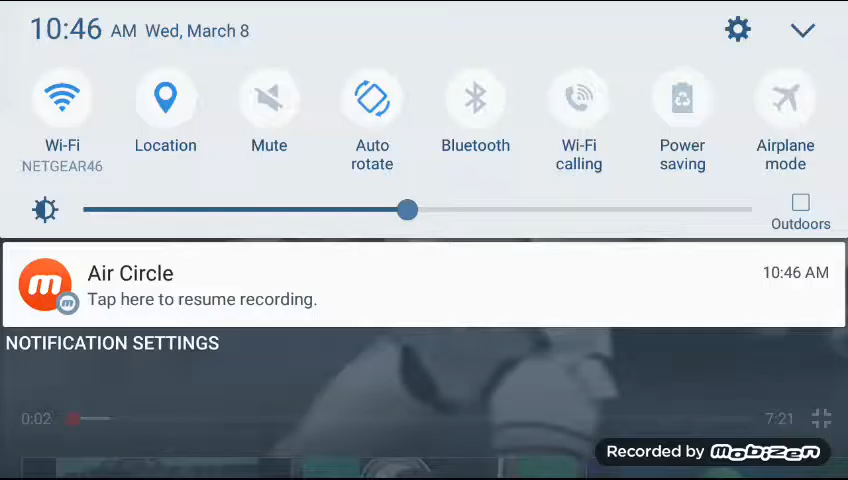 10:46 AM Wed, March 8
Wi-Fi
NETGEAR46
Location
Mute
Auto
rotate
Bluetooth
Wi-Fi
calling
Power
saving
Airplane
mode
Outdoors
m
Air Circle
10:46 AM
m
Tap here to resume recording.
NOTIFICATION SETTINGS
0:02
7:21
Recorded by mobizen